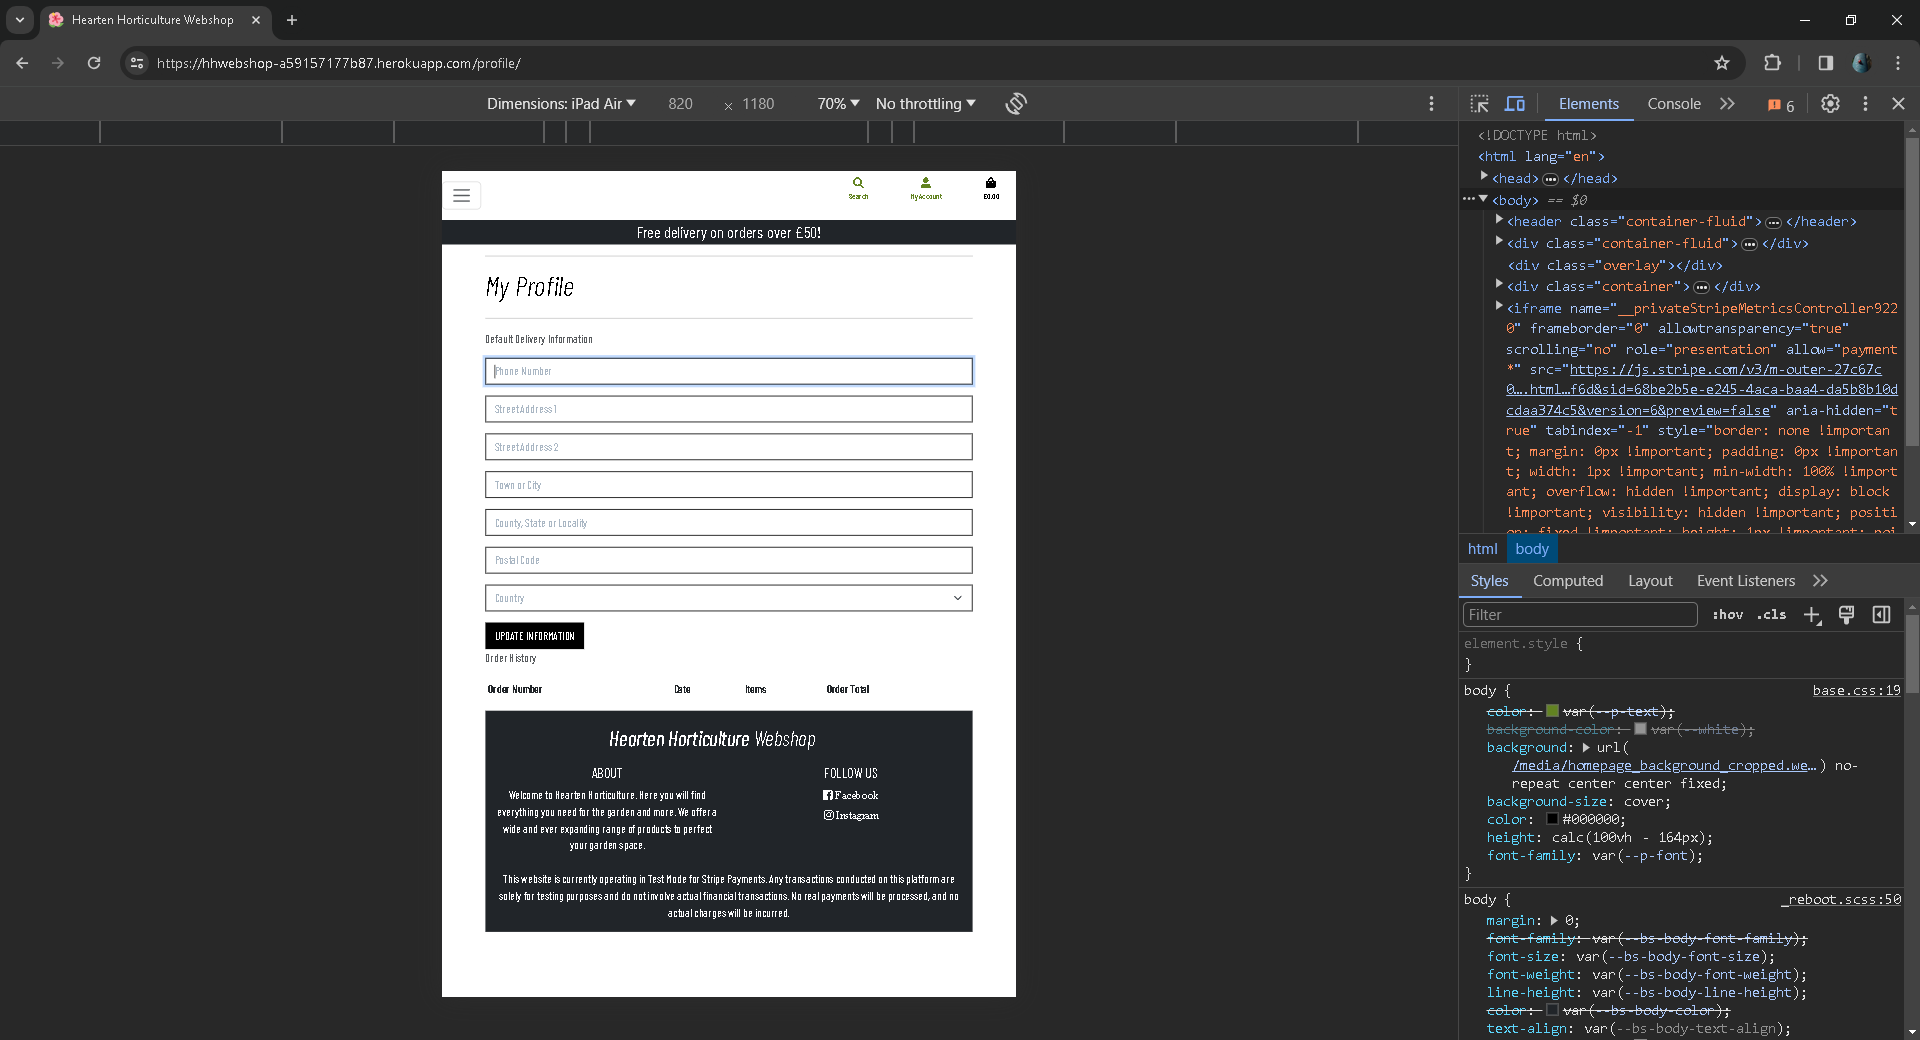 Hearten Horticulture Webshop
https://hhwebshop-a59157177b87.herokuapp.com/profile/
Dimensions: iPad Air 820 × 1180 70% No throttling
Elements Console 6
Search My Account £0.00
Free delivery on orders over £50!
My Profile
Default Delivery Information
Phone Number
Street Address 1
Street Address 2
Town or City
County, State or Locality
Postal Code
Country
UPDATE INFORMATION
Order History
Order Number Date Items Order Total
Hearten Horticulture Webshop
ABOUT
Welcome to Hearten Horticulture. Here you will find
everything you need for the garden and more. We offer a
wide and ever expanding range of products to perfect
your garden space.
FOLLOW US
Facebook
Instagram
This website is currently operating in Test Mode for Stripe Payments. Any transactions conducted on this platform are
solely for testing purposes and do not involve actual financial transactions. No real payments will be processed, and no
actual charges will be incurred.
<!DOCTYPE html>
<html lang="en">
<head> ••• </head>
••• <body> == $0
<header class="container-fluid"> ••• </header>
<div class="container-fluid"> ••• </div>
<div class="overlay"></div>
<div class="container"> ••• </div>
<iframe name="__privateStripeMetricsController922
0" frameborder="0" allowtransparency="true"
scrolling="no" role="presentation" allow="payment
*" src="https://js.stripe.com/v3/m-outer-27c67c
0….html…f6d&sid=68be2b5e-e245-4aca-baa4-da5b8b10d
cdaa374c5&version=6&preview=false" aria-hidden="t
rue" tabindex="-1" style="border: none !importan
t; margin: 0px !important; padding: 0px !importan
t; width: 1px !important; min-width: 100% !import
ant; overflow: hidden !important; display: block
!important; visibility: hidden !important; positi
on: fixed !important; height: 1px !important; poi
html body
Styles Computed Layout Event Listeners
Filter :hov .cls
element.style {
}
body { base.css:19
color: var(--p-text);
background-color: var(--white);
background: url(
/media/homepage_background_cropped.we…) no-
repeat center center fixed;
background-size: cover;
color: #000000;
height: calc(100vh - 164px);
font-family: var(--p-font);
}
body { _reboot.scss:50
margin: 0;
font-family: var(--bs-body-font-family);
font-size: var(--bs-body-font-size);
font-weight: var(--bs-body-font-weight);
line-height: var(--bs-body-line-height);
color: var(--bs-body-color);
text-align: var(--bs-body-text-align);